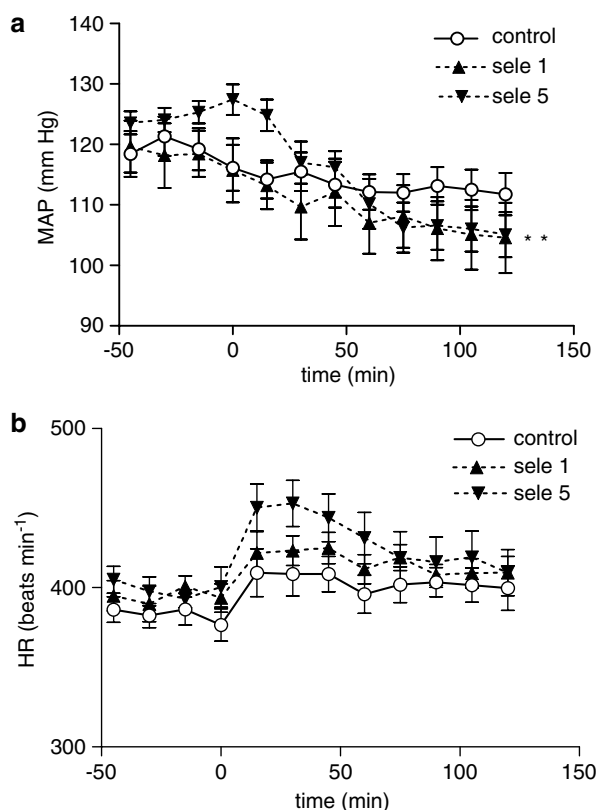 a
140
130
120
110
100
90
MAP (mm Hg)
control
sele 1
sele 5
* *
-50 0 50 100 150
time (min)
b
500
400
300
HR (beats min⁻¹)
control
sele 1
sele 5
-50 0 50 100 150
time (min)